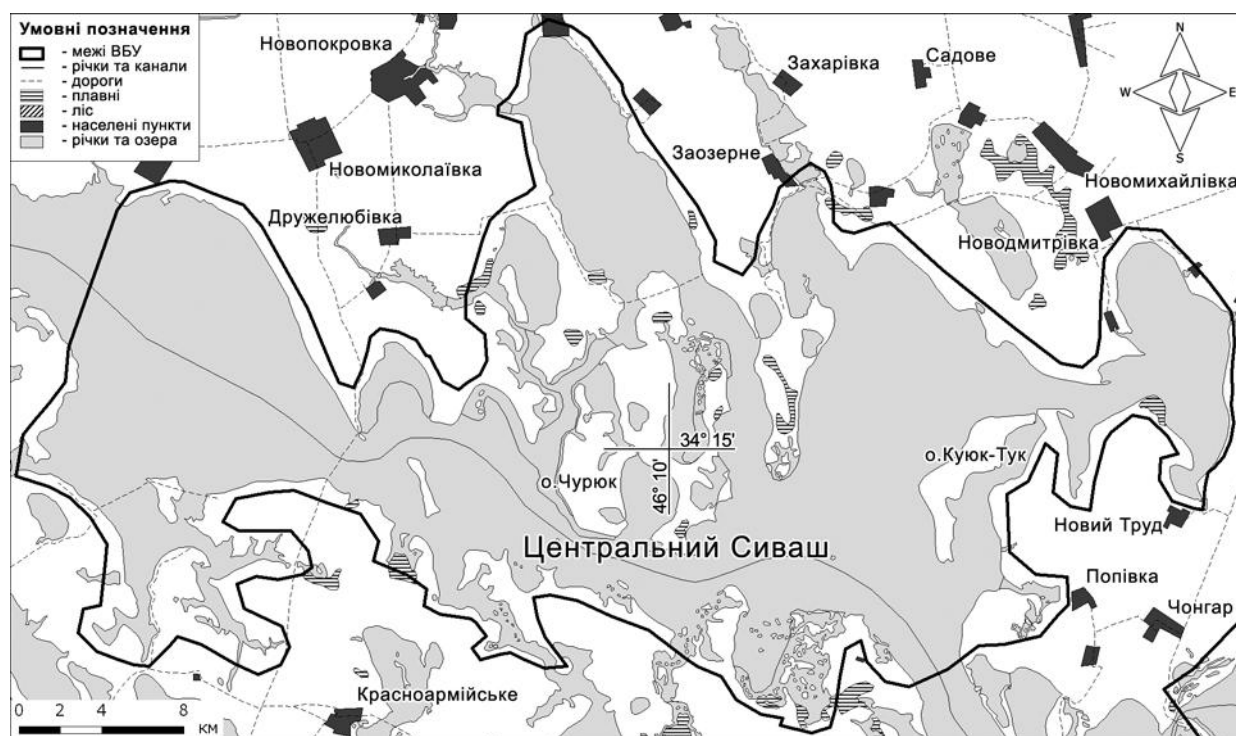 Умовні позначення
- межі ВБУ
- річки та канали
- дороги
- плавні
- ліс
- населені пункти
- річки та озера
Новопокровка
Захарівка
Садове
N
W
E
S
Новомиколаївка
Заозерне
Новомихайлівка
Дружелюбівка
Новодмитрівка
34° 15'
46° 10'
о.Чурюк
о.Куюк-Тук
Новий Труд
Центральний Сиваш
Попівка
Чонгар
Красноармійське
0 2 4 8
КМ